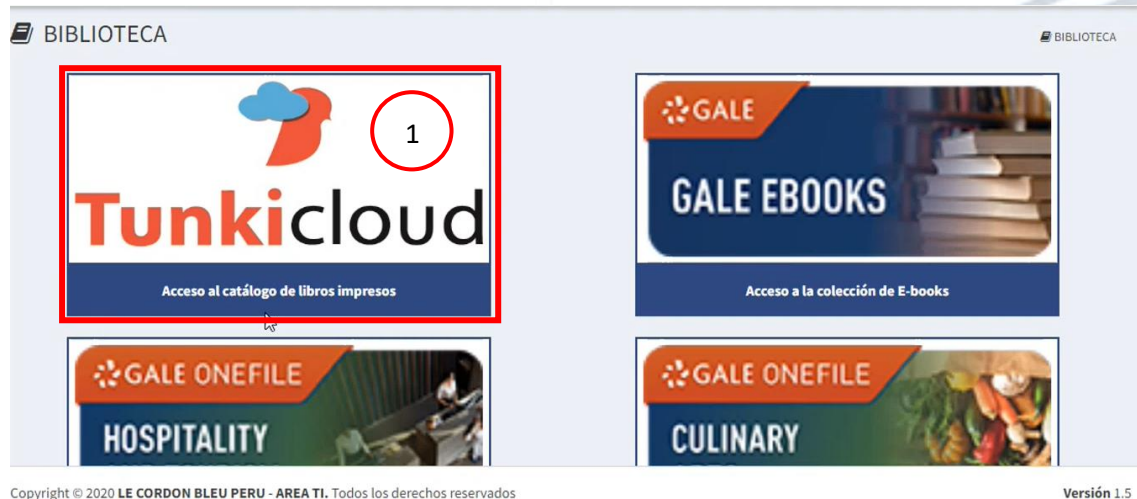 BIBLIOTECA
BIBLIOTECA
1
Tunkicloud
Acceso al catálogo de libros impresos
GALE
GALE EBOOKS
Acceso a la colección de E-books
GALE ONEFILE
HOSPITALITY
GALE ONEFILE
CULINARY
Copyright © 2020 LE CORDON BLEU PERU - AREA TI. Todos los derechos reservados
Versión 1.5